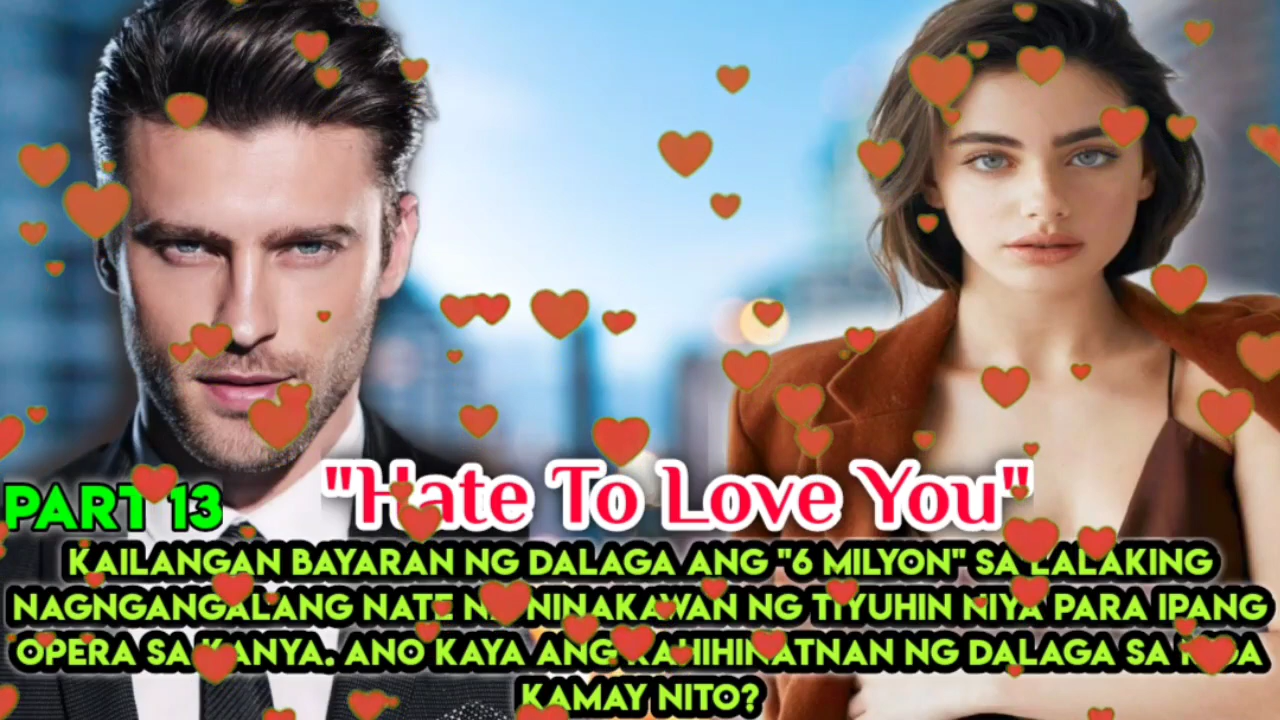 "Hate To Love You"
PART 13
KAILANGAN BAYARAN NG DALAGA ANG "6 MILYON" SA LALAKING
NAGNGANGALANG NATE NA NINAKAWAN NG TIYUHIN NIYA PARA IPANG
OPERA SA KANYA. ANO KAYA ANG KAHIHINATNAN NG DALAGA SA MGA
KAMAY NITO?